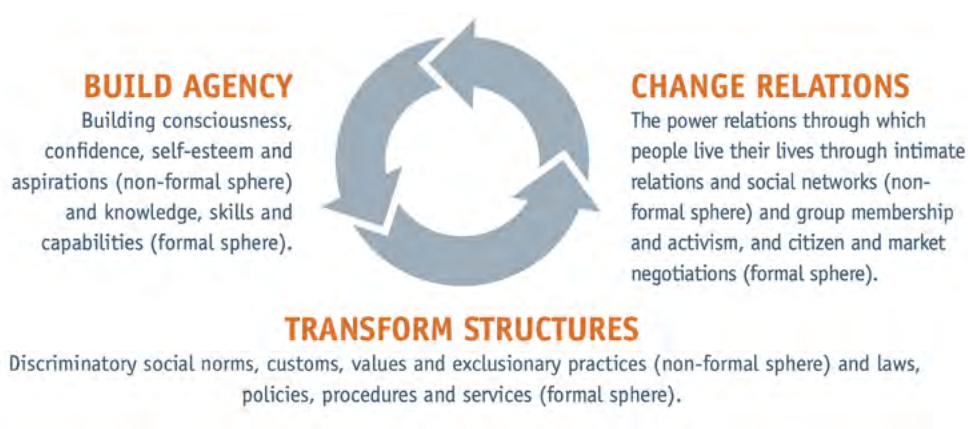 BUILD AGENCY
Building consciousness,
confidence, self-esteem and
aspirations (non-formal sphere)
and knowledge, skills and
capabilities (formal sphere).
CHANGE RELATIONS
The power relations through which
people live their lives through intimate
relations and social networks (non-
formal sphere) and group membership
and activism, and citizen and market
negotiations (formal sphere).
TRANSFORM STRUCTURES
Discriminatory social norms, customs, values and exclusionary practices (non-formal sphere) and laws,
policies, procedures and services (formal sphere).